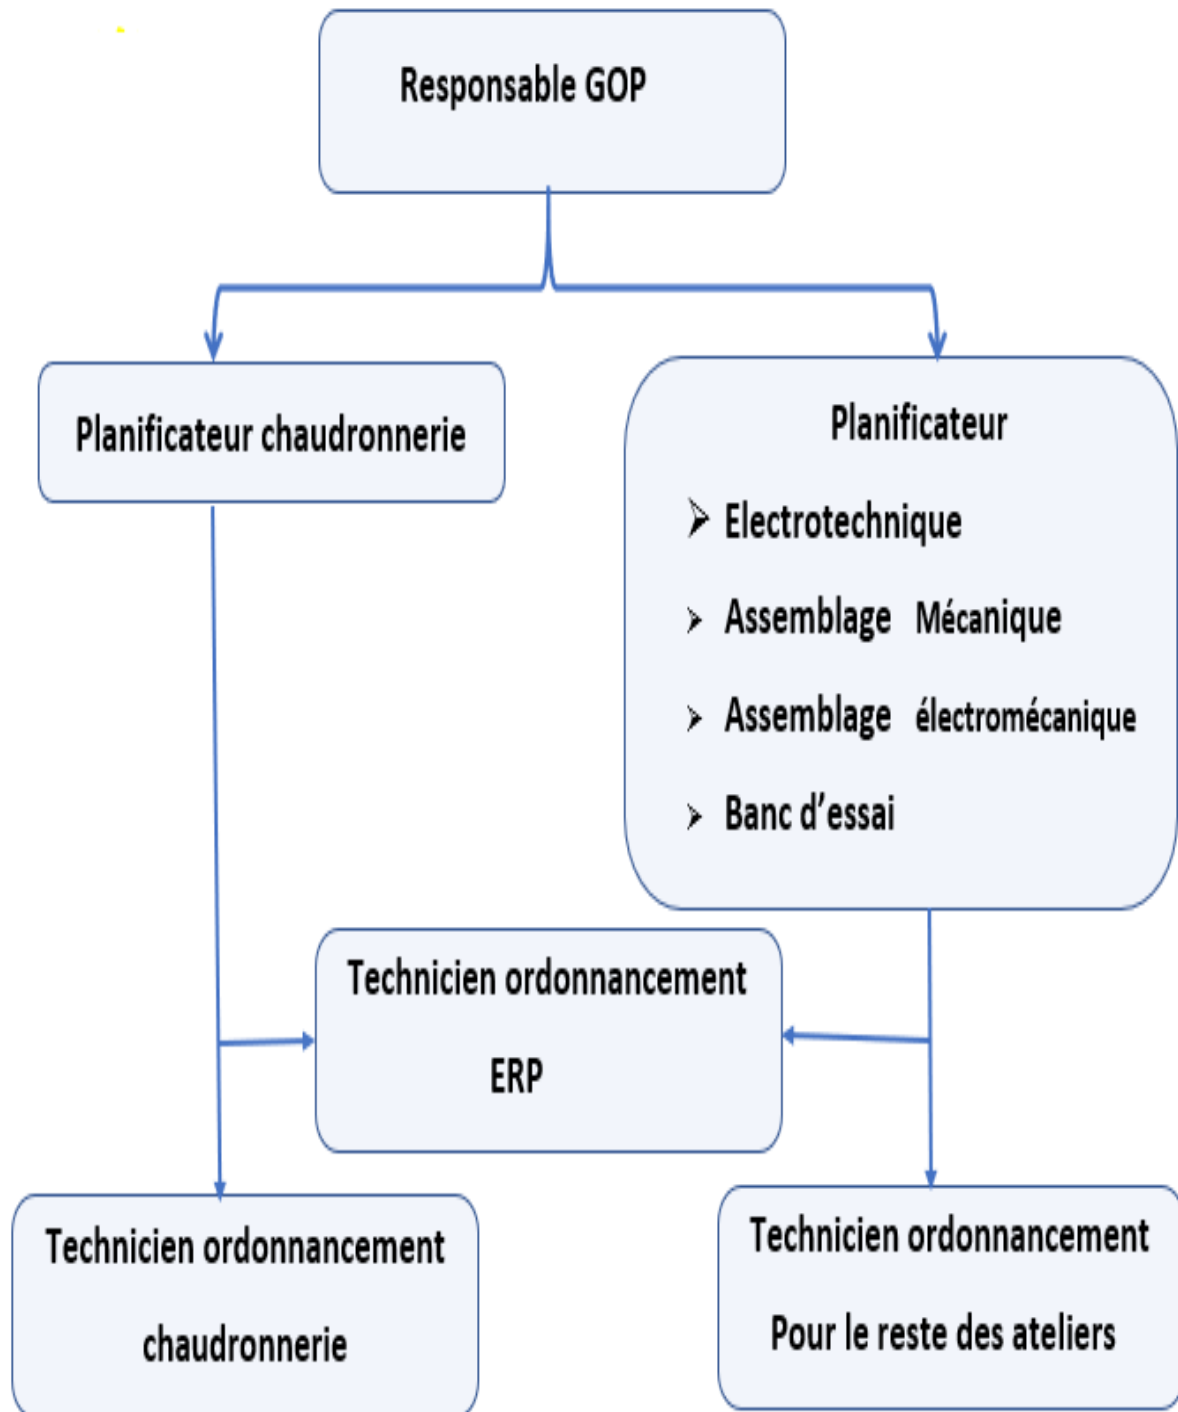 Responsable GOP
Planificateur chaudronnerie
Planificateur
Electrotechnique
Assemblage Mécanique
Assemblage électromécanique
Banc d’essai
Technicien ordonnancement
ERP
Technicien ordonnancement
chaudronnerie
Technicien ordonnancement
Pour le reste des ateliers